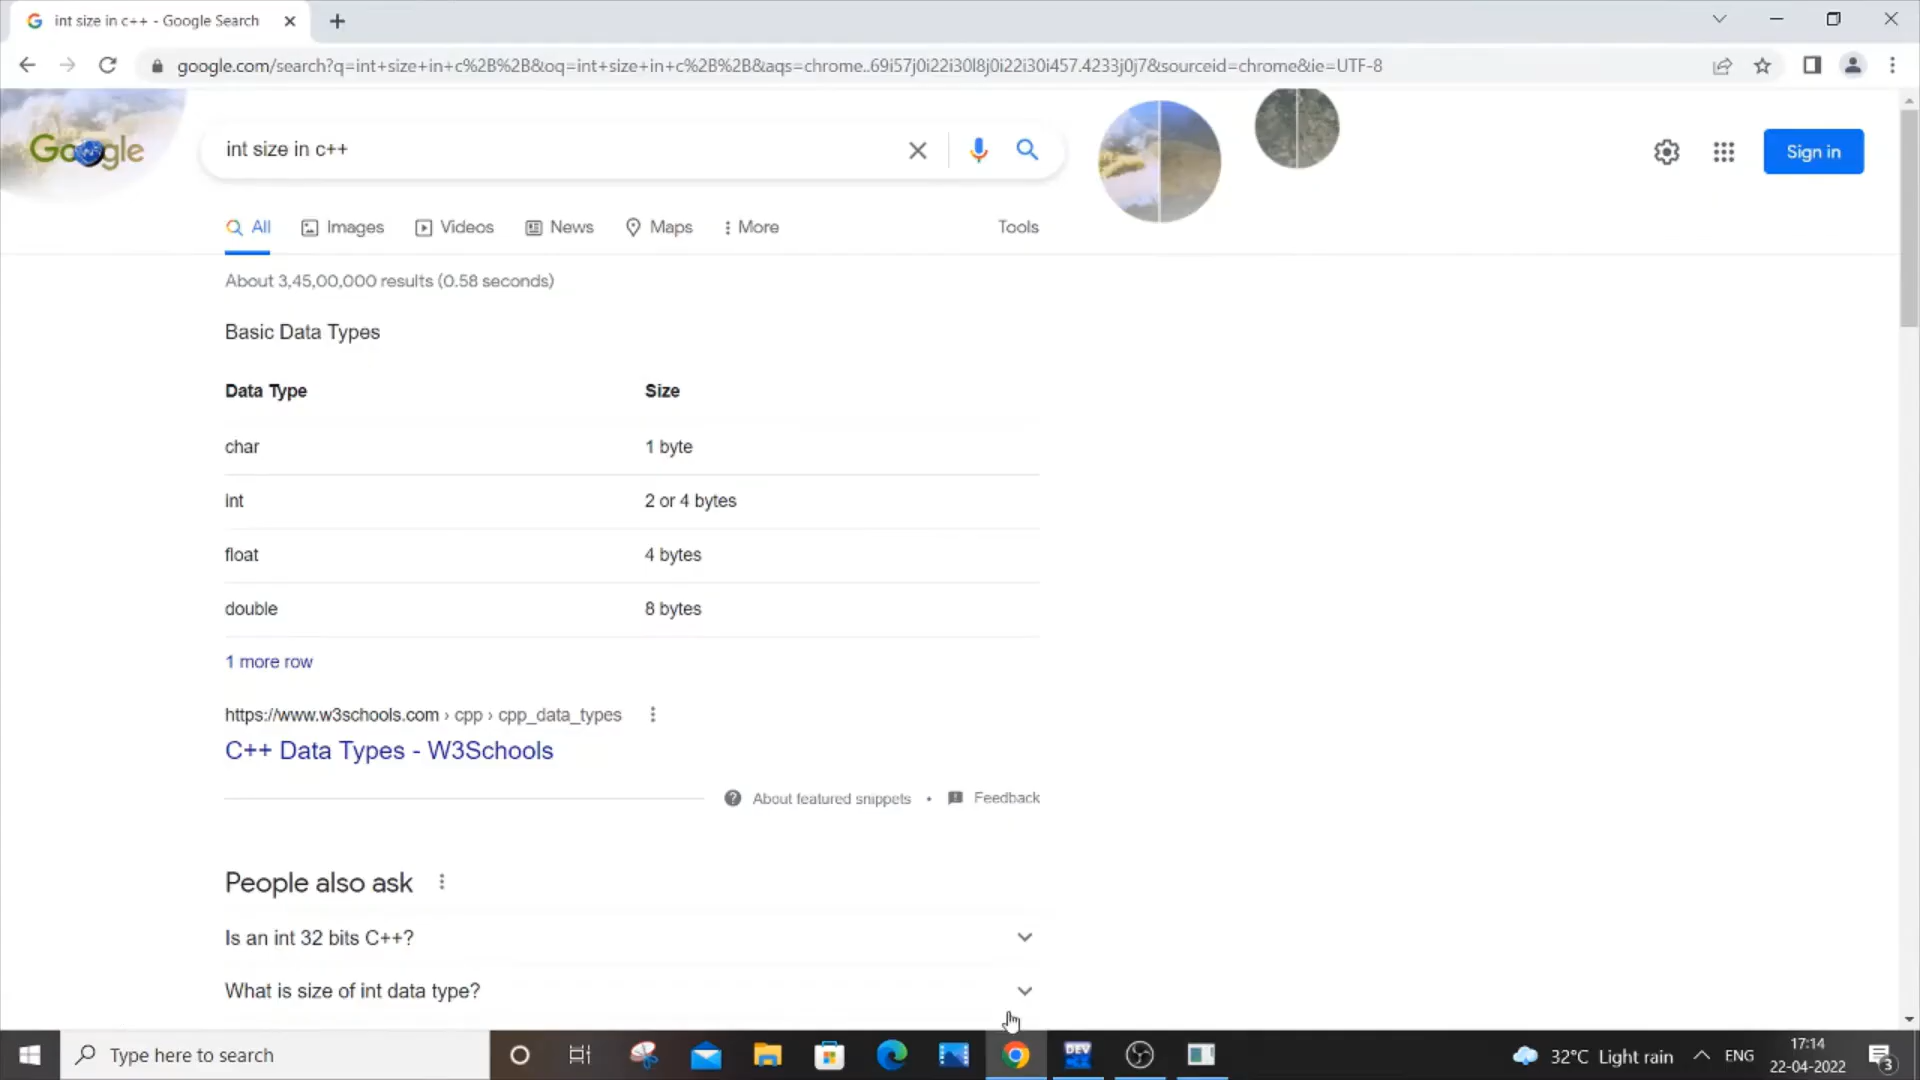 int size in c++ - Google Search
google.com/search?q=int+size+in+c%2B%2B&oq=int+size+in+c%2B%2B&aqs=chrome..69i57j0i22i30l8j0i22i30i457.4233j0j7&sourceid=chrome&ie=UTF-8
Google
int size in c++
Sign in
All Images Videos News Maps More Tools
About 3,45,00,000 results (0.58 seconds)
Basic Data Types
Data Type Size
char 1 byte
int 2 or 4 bytes
float 4 bytes
double 8 bytes
1 more row
https://www.w3schools.com › cpp › cpp_data_types
C++ Data Types - W3Schools
About featured snippets • Feedback
People also ask
Is an int 32 bits C++?
What is size of int data type?
Type here to search
DEV
32°C Light rain
ENG
17:14
22-04-2022
3